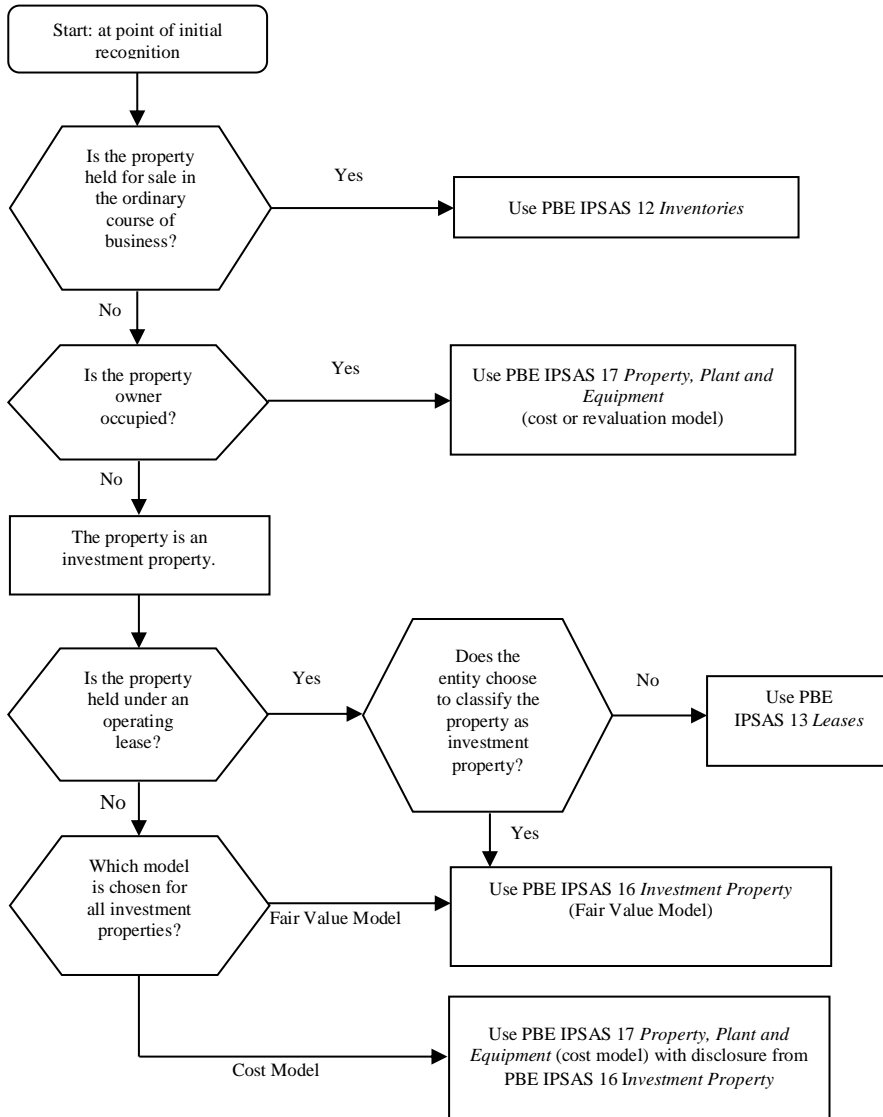 Start: at point of initial
recognition
Is the property
held for sale in
the ordinary
course of
business?
Yes
Use PBE IPSAS 12 Inventories
No
Is the property
owner
occupied?
Yes
Use PBE IPSAS 17 Property, Plant and
Equipment
(cost or revaluation model)
No
The property is an
investment property.
Is the property
held under an
operating
lease?
Yes
Does the
entity choose
to classify the
property as
investment
property?
No
Use PBE
IPSAS 13 Leases
No
Yes
Which model
is chosen for
all investment
properties?
Fair Value Model
Use PBE IPSAS 16 Investment Property
(Fair Value Model)
Cost Model
Use PBE IPSAS 17 Property, Plant and
Equipment (cost model) with disclosure from
PBE IPSAS 16 Investment Property